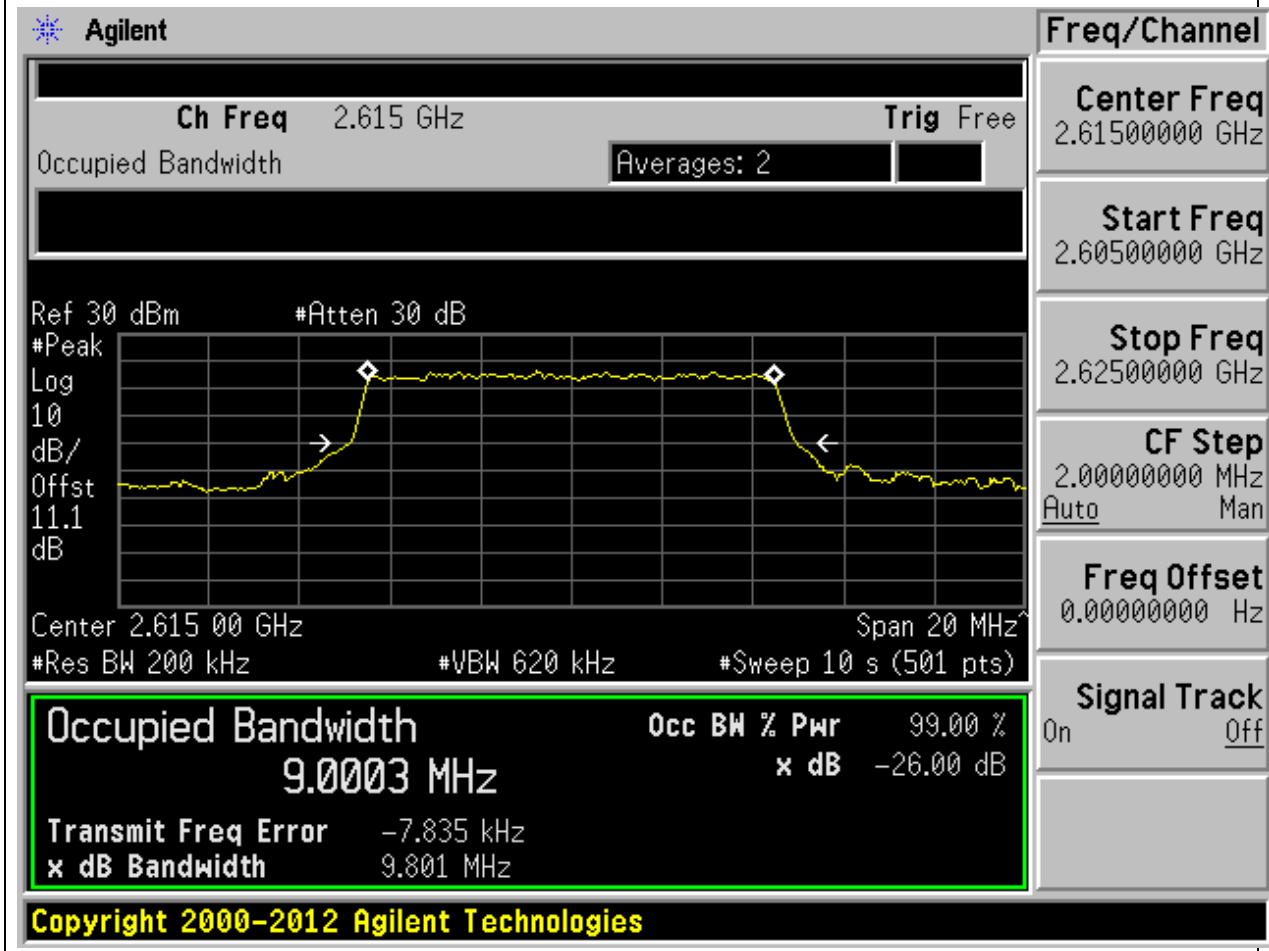 Agilent
Freq/Channel
Ch Freq 2.615 GHz Trig Free
Occupied Bandwidth Averages: 2
Center Freq
2.61500000 GHz
Start Freq
2.60500000 GHz
Stop Freq
2.62500000 GHz
CF Step
2.00000000 MHz
Auto Man
Freq Offset
0.00000000 Hz
Signal Track
On Off
Ref 30 dBm #Atten 30 dB
#Peak
Log
10
dB/
Offst
11.1
dB
Center 2.615 00 GHz Span 20 MHz^
#Res BW 200 kHz #VBW 620 kHz #Sweep 10 s (501 pts)
Occupied Bandwidth Occ BW % Pwr 99.00 %
9.0003 MHz x dB -26.00 dB
Transmit Freq Error -7.835 kHz
x dB Bandwidth 9.801 MHz
Copyright 2000-2012 Agilent Technologies